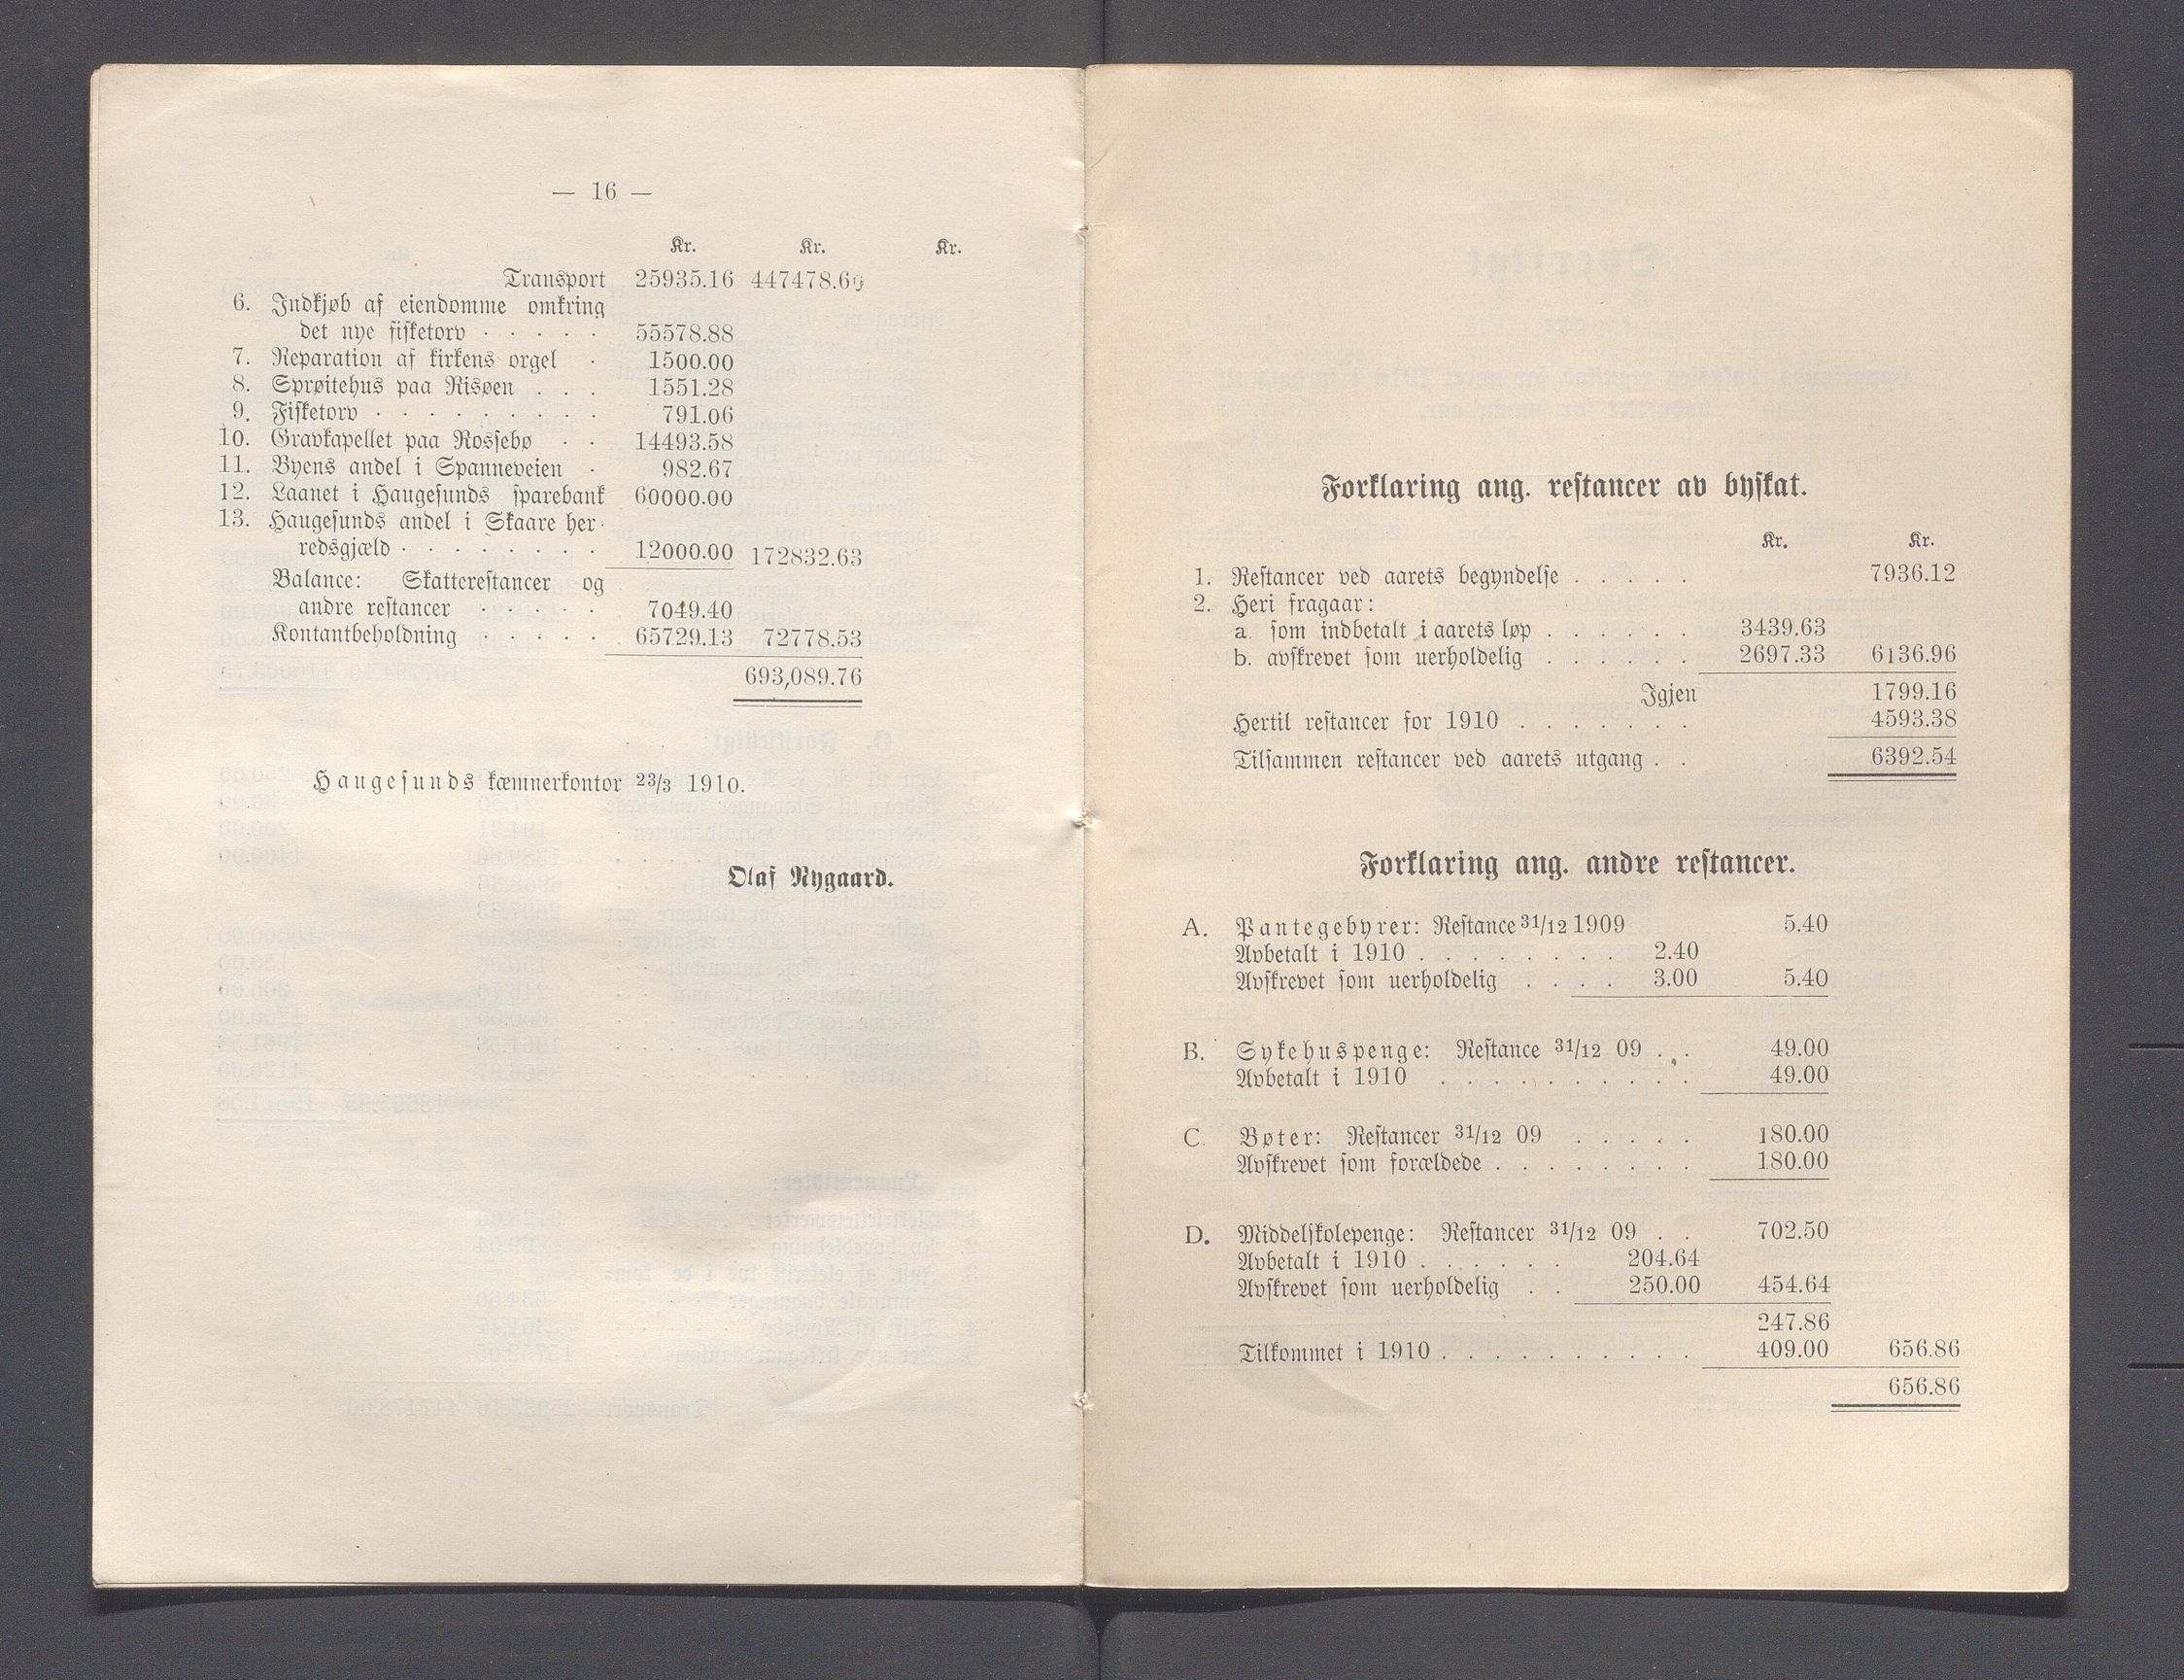 — 16 —
Kr. Kr. Kr.
Transport 25935.16 447478.60
6. Indkjøb af eiendomme omkring
det nye fisketorv . . . . . 55578.88
7. Reparation af kirkens orgel . 1500.00
8. Sprøitehus paa Risøen . . . 1551.28
9. Fisketorv . . . . . . . . . 791.06
10. Gravkapellet paa Rossebø . . 14493.58
11. Byens andel i Spanneveien . 982.67
12. Laanet i Haugesunds sparebank 60000.00
13. Haugesunds andel i Skaare her-
redsgjæld . . . . . . . . 12000.00 172832.63
Balance: Skatterestancer og
andre restancer . . . . . 7049.40
Kontantbeholdning . . . . . 65729.13 72778.53
693,089.76
Haugesunds kæmnerkontor 23/3 1910.
Olaf Nygaard.
Forklaring ang. restancer av byskat.
Kr. Kr.
1. Restancer ved aarets begyndelse . . . . . 7936.12
2. Heri fragaar:
a. som indbetalt i aarets løp . . . . . . 3439.63
b. avskrevet som uerholdelig . . . . . . 2697.33 6136.96
Igjen 1799.16
Hertil restancer for 1910 . . . . . . . 4593.38
Tilsammen restancer ved aarets utgang . . 6392.54
Forklaring ang. andre restancer.
A. Pantegebyrer: Restance 31/12 1909 5.40
Avbetalt i 1910 . . . . . . . . 2.40
Avskrevet som uerholdelig . . . . 3.00 5.40
B. Sykehuspenge: Restance 31/12 09 . . 49.00
Avbetalt i 1910 . . . . . . . . . . 49.00
C. Bøter: Restancer 31/12 09 . . . . . 180.00
Avskrevet som forældede . . . . . . . . 180.00
D. Middelskolepenge: Restancer 31/12 09 . . 702.50
Avbetalt i 1910 . . . . . . 204.64
Avskrevet som uerholdelig . . 250.00 454.64
247.86
Tilkommet i 1910 . . . . . . . . . . 409.00 656.86
656.86